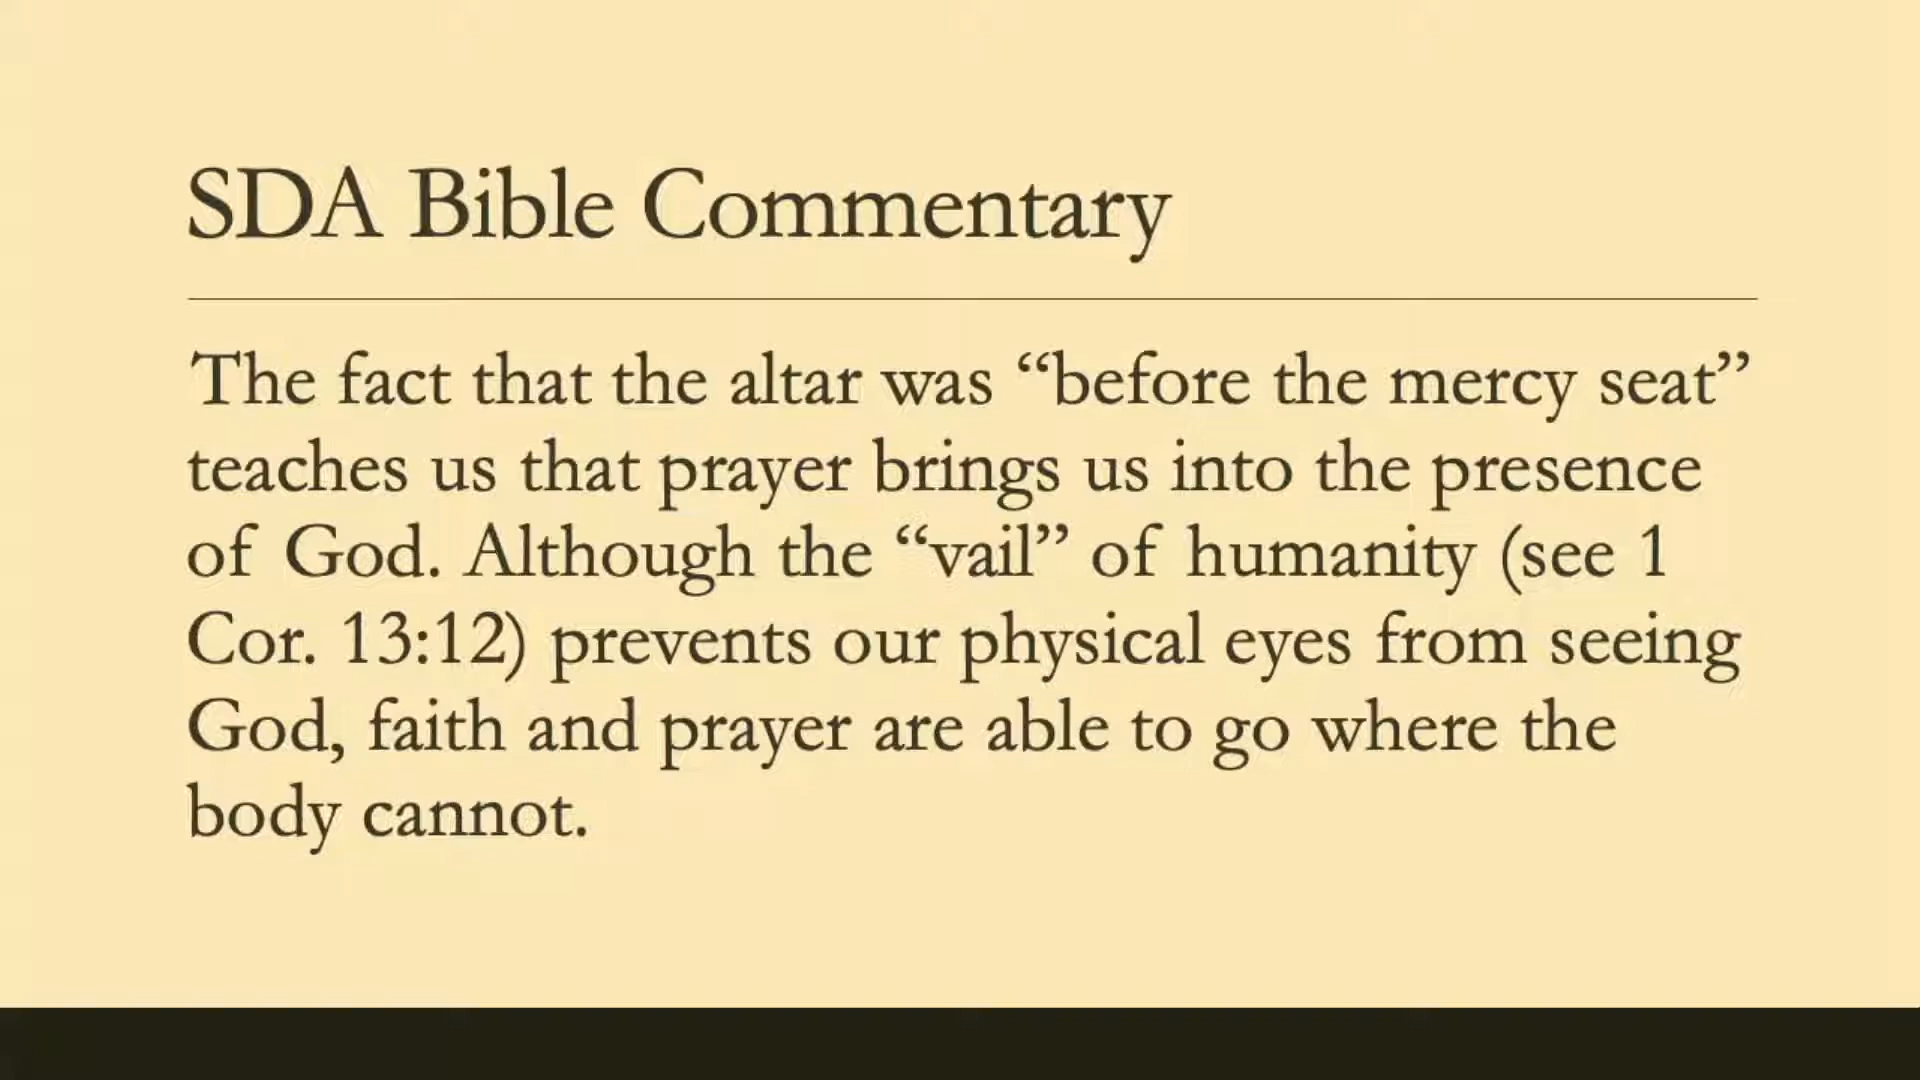 SDA Bible Commentary
The fact that the altar was “before the mercy seat”
teaches us that prayer brings us into the presence
of God. Although the “vail” of humanity (see 1
Cor. 13:12) prevents our physical eyes from seeing
God, faith and prayer are able to go where the
body cannot.